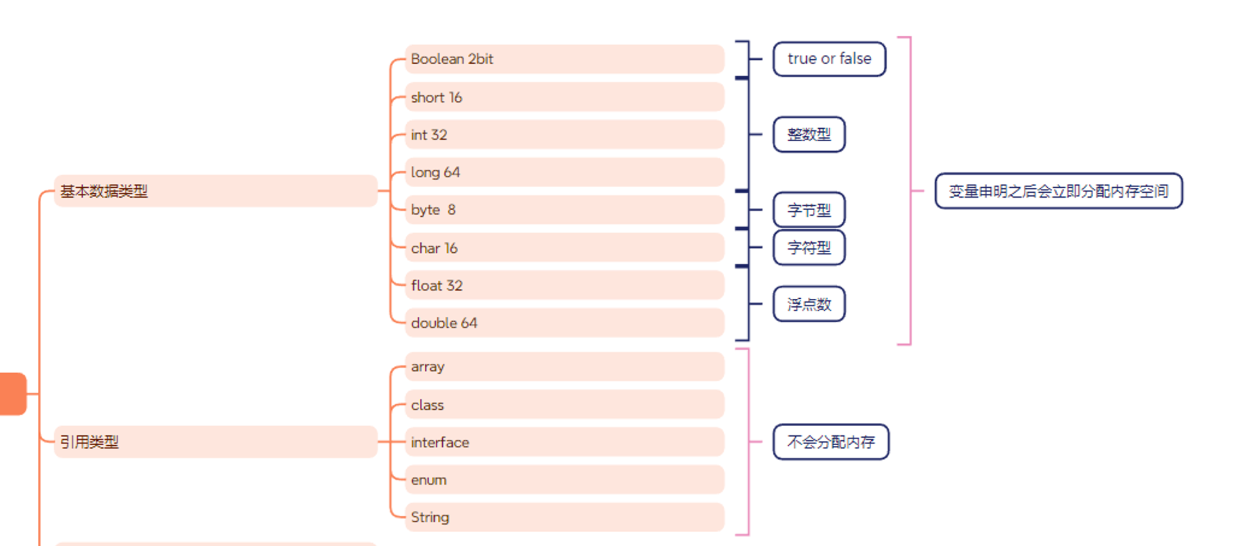 基本数据类型
Boolean 2bit
short 16
int 32
long 64
byte 8
char 16
float 32
double 64
true or false
整数型
字节型
字符型
浮点数
变量申明之后会立即分配内存空间
引用类型
array
class
interface
enum
String
不会分配内存